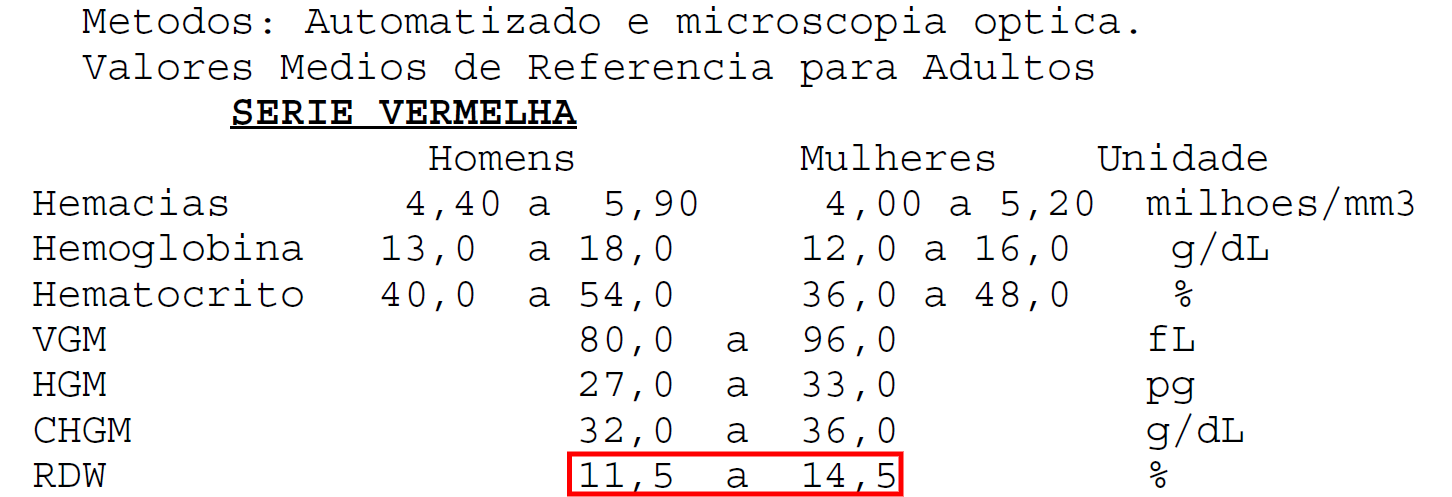 Metodos: Automatizado e microscopia optica.
Valores Medios de Referencia para Adultos
SERIE VERMELHA
Homens Mulheres Unidade
Hemacias 4,40 a 5,90 4,00 a 5,20 milhoes/mm3
Hemoglobina 13,0 a 18,0 12,0 a 16,0 g/dL
Hematocrito 40,0 a 54,0 36,0 a 48,0 %
VGM 80,0 a 96,0 fL
HGM 27,0 a 33,0 pg
CHGM 32,0 a 36,0 g/dL
RDW 11,5 a 14,5 %